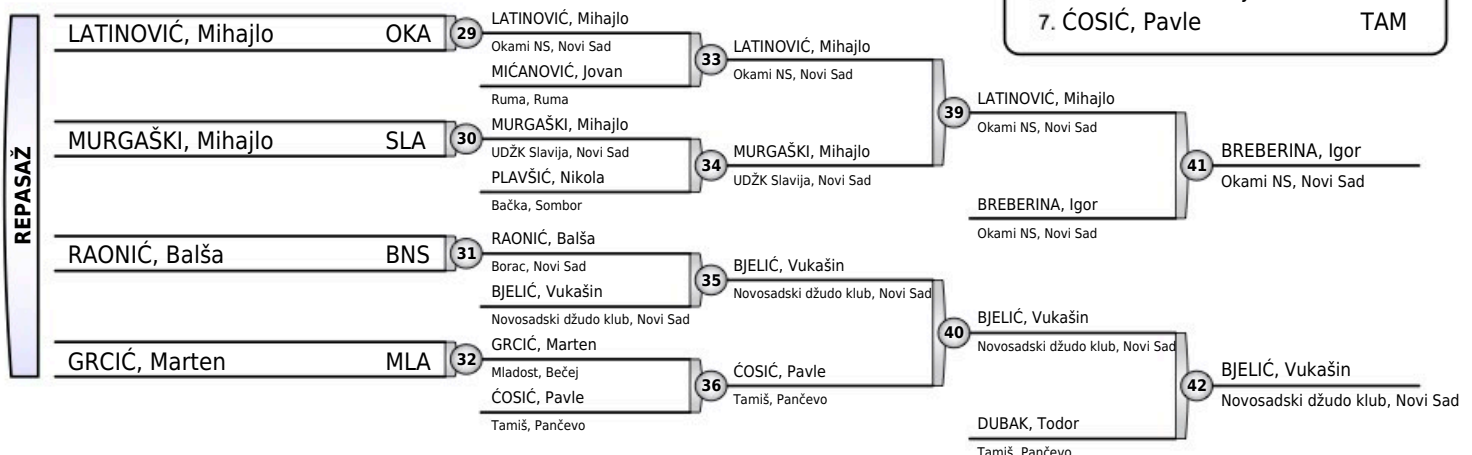 7. ĆOSIĆ, Pavle TAM
REPASAŽ
LATINOVIĆ, Mihajlo OKA
29
LATINOVIĆ, Mihajlo
Okami NS, Novi Sad
MIĆANOVIĆ, Jovan
Ruma, Ruma
33
LATINOVIĆ, Mihajlo
Okami NS, Novi Sad
MURGAŠKI, Mihajlo SLA
30
MURGAŠKI, Mihajlo
UDŽK Slavija, Novi Sad
PLAVŠIĆ, Nikola
Bačka, Sombor
34
MURGAŠKI, Mihajlo
UDŽK Slavija, Novi Sad
39
LATINOVIĆ, Mihajlo
Okami NS, Novi Sad
BREBERINA, Igor
Okami NS, Novi Sad
41
BREBERINA, Igor
Okami NS, Novi Sad
RAONIĆ, Balša BNS
31
RAONIĆ, Balša
Borac, Novi Sad
BJELIĆ, Vukašin
Novosadski džudo klub, Novi Sad
35
BJELIĆ, Vukašin
Novosadski džudo klub, Novi Sad
GRCIĆ, Marten MLA
32
GRCIĆ, Marten
Mladost, Bečej
ĆOSIĆ, Pavle
Tamiš, Pančevo
36
ĆOSIĆ, Pavle
Tamiš, Pančevo
40
BJELIĆ, Vukašin
Novosadski džudo klub, Novi Sad
DUBAK, Todor
Tamiš, Pančevo
42
BJELIĆ, Vukašin
Novosadski džudo klub, Novi Sad